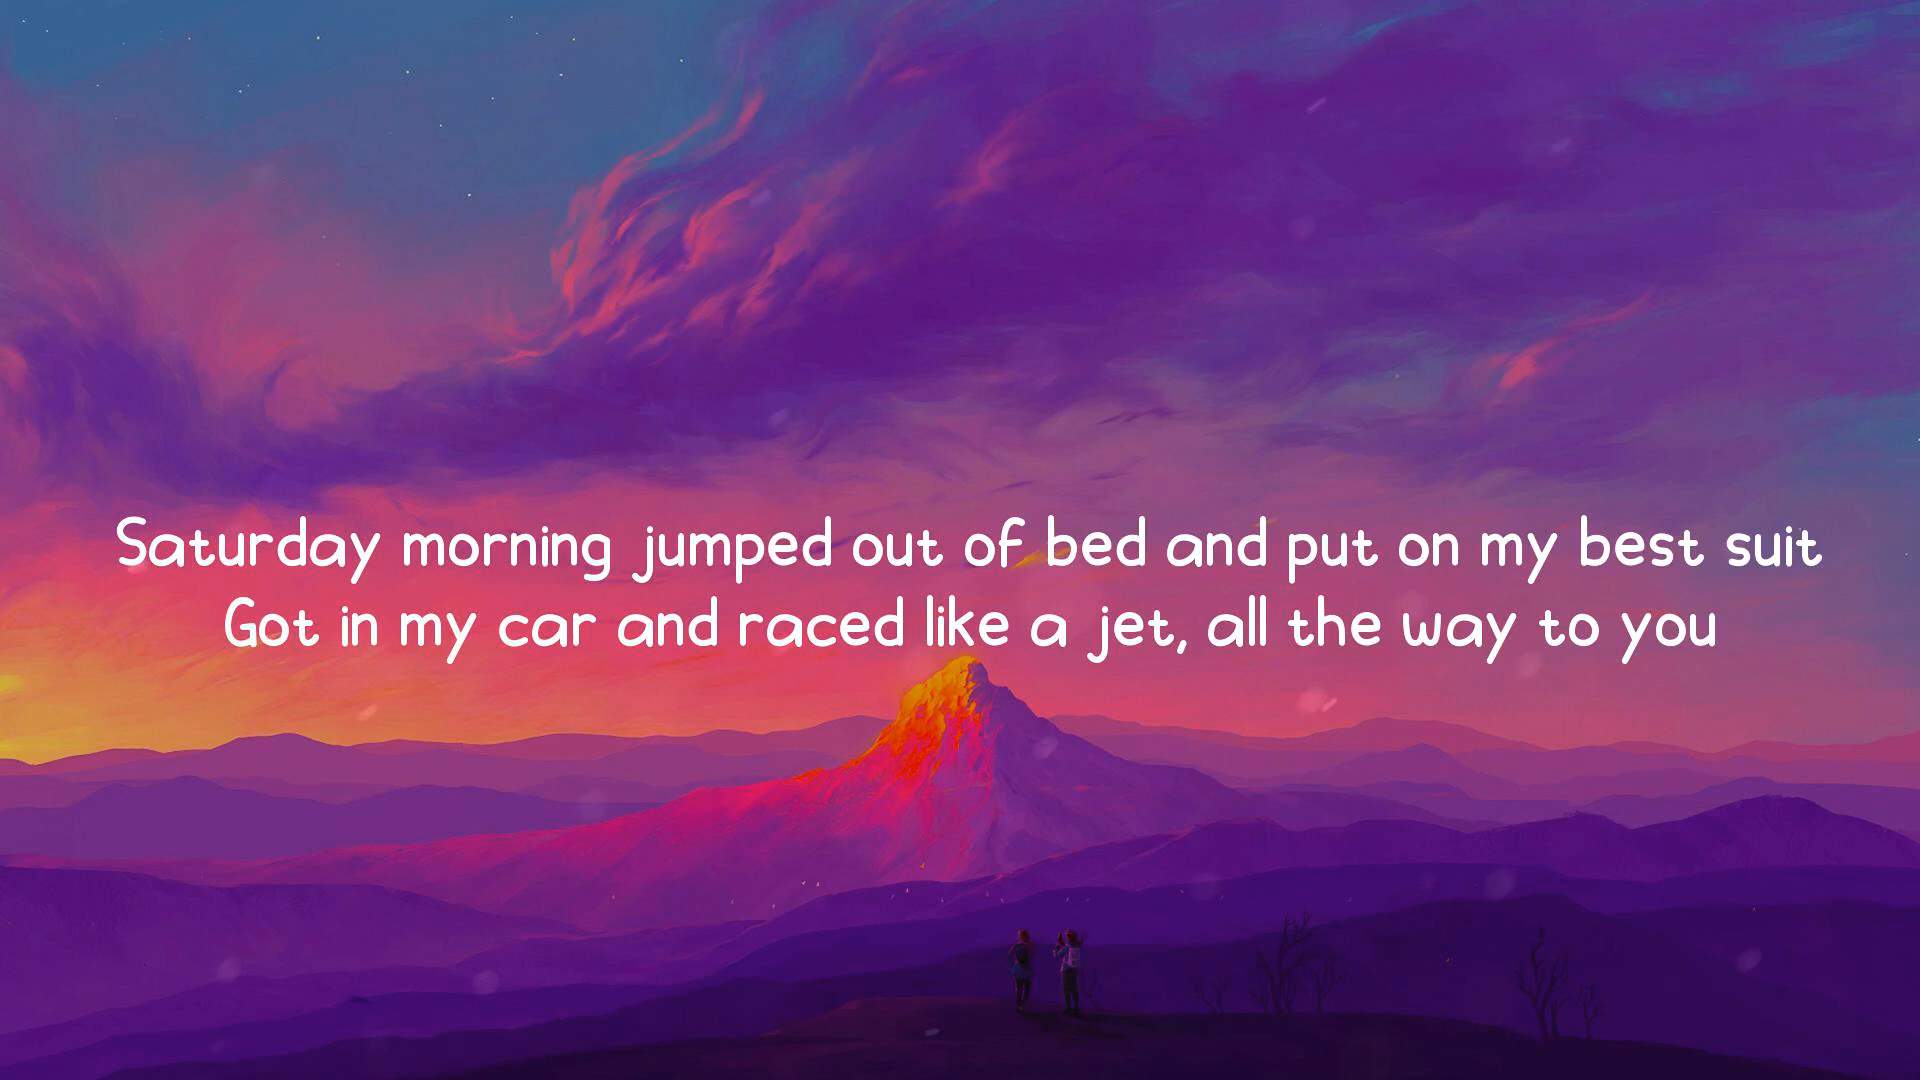 Saturday morning jumped out of bed and put on my best suit
Got in my car and raced like a jet, all the way to you